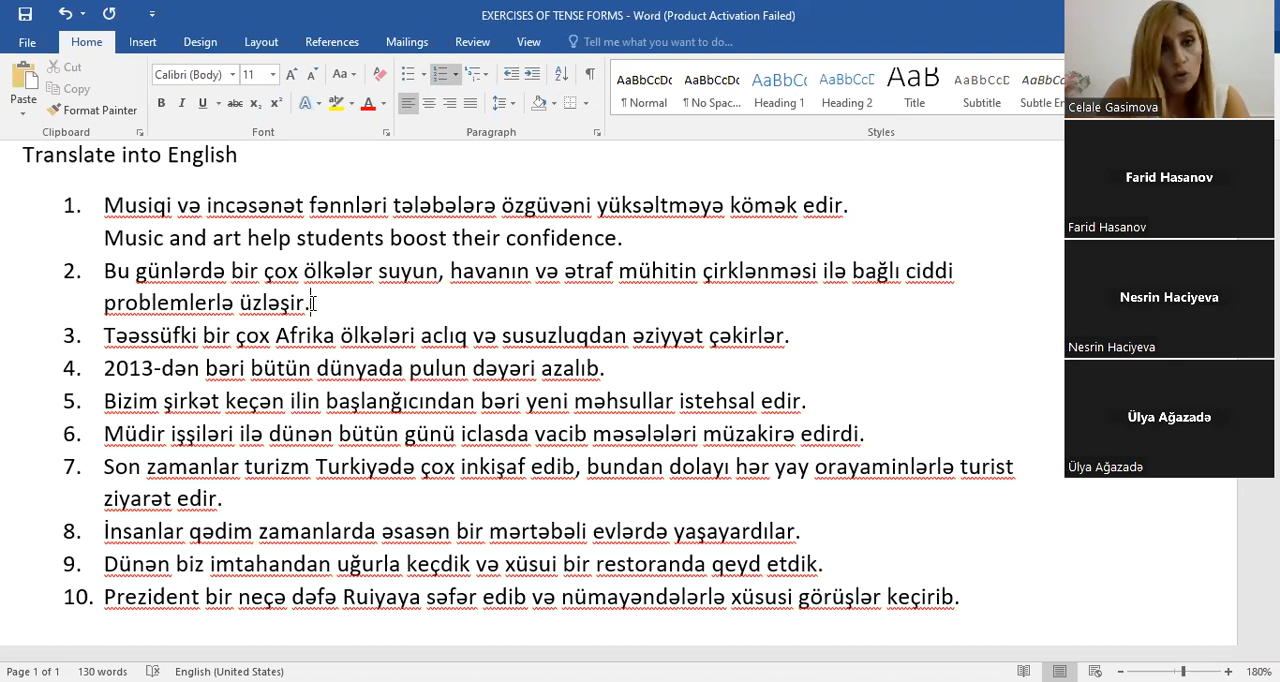 EXERCISES OF TENSE FORMS - Word (Product Activation Failed)
File Home Insert Design Layout References Mailings Review View Tell me what you want to do...
Cut
Copy
Format Painter
Paste
Calibri (Body) 11
AaBbCcDc AaBbCcDc AaBbCc AaBbCcE AaB AaBbCcD AaBbCcD
¶ Normal ¶ No Spac... Heading 1 Heading 2 Title Subtitle Subtle Em
Clipboard Font Paragraph Styles
Translate into English
1. Musiqi və incəsənət fənnləri tələbələrə özgüvəni yüksəltməyə kömək edir.
Music and art help students boost their confidence.
2. Bu günlərdə bir çox ölkələr suyun, havanın və ətraf mühitin çirklənməsi ilə bağlı ciddi
problemlerlə üzləşir.
3. Təəssüfki bir çox Afrika ölkələri aclıq və susuzluqdan əziyyət çəkirlər.
4. 2013-dən bəri bütün dünyada pulun dəyəri azalıb.
5. Bizim şirkət keçən ilin başlanğıcından bəri yeni məhsullar istehsal edir.
6. Müdir işşiləri ilə dünən bütün günü iclasda vacib məsələləri müzakirə edirdi.
7. Son zamanlar turizm Turkiyədə çox inkişaf edib, bundan dolayı hər yay orayaminlərlə turist
ziyarət edir.
8. İnsanlar qədim zamanlarda əsasən bir mərtəbəli evlərdə yaşayardılar.
9. Dünən biz imtahandan uğurla keçdik və xüsui bir restoranda qeyd etdik.
10. Prezident bir neçə dəfə Ruiyaya səfər edib və nümayəndələrlə xüsusi görüşlər keçirib.
Celale Gasimova
Farid Hasanov
Farid Hasanov
Nesrin Haciyeva
Nesrin Haciyeva
Ülya Ağazadə
Ülya Ağazadə
Page 1 of 1 130 words English (United States) 180%